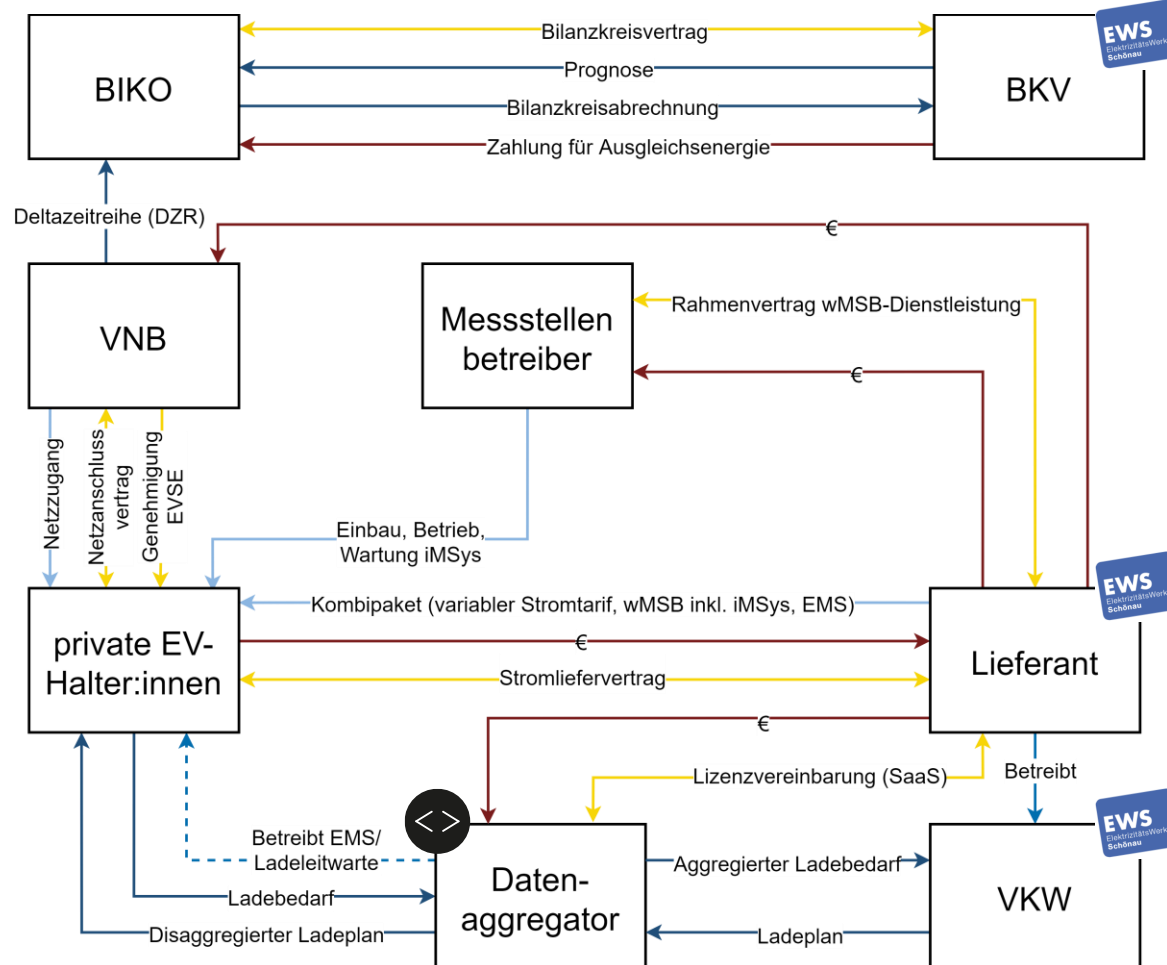 Bilanzkreisvertrag
EWS
ElektrizitätsWerke
Schönau
BIKO
Prognose
BKV
Bilanzkreisabrechnung
Zahlung für Ausgleichsenergie
Deltazeitreihe (DZR)
€
VNB
Messstellen
betreiber
Rahmenvertrag wMSB-Dienstleistung
€
Netzzugang
Netzanschluss
vertrag
Genehmigung
EVSE
Einbau, Betrieb,
Wartung iMSys
EWS
ElektrizitätsWerke
Schönau
Kombipaket (variabler Stromtarif, wMSB inkl. iMSys, EMS)
private EV-
Halter:innen
€
Lieferant
Stromliefervertrag
€
Lizenzvereinbarung (SaaS)
Betreibt
<>
EWS
ElektrizitätsWerke
Schönau
Betreibt EMS/
Ladeleitwarte
Daten-
aggregator
Aggregierter Ladebedarf
VKW
Ladebedarf
Disaggregierter Ladeplan
Ladeplan